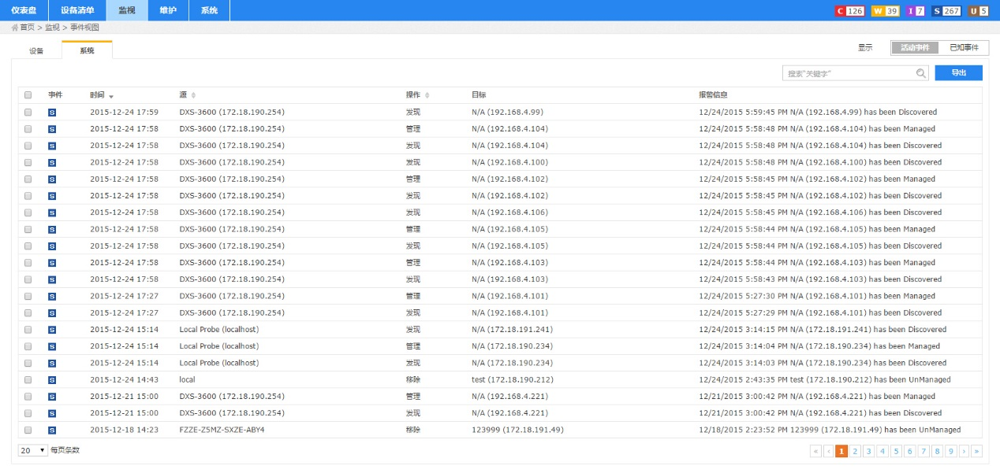 仪表盘 设备清单 监视 维护 系统 C 126 W 39 I 7 S 267 U 5
首页 > 监视 > 事件视图
设备 系统 显示 活动事件 已知事件
搜索"关键字" 导出
事件 时间 源 操作 目标 报警信息
S 2015-12-24 17:59 DXS-3600 (172.18.190.254) 发现 N/A (192.168.4.99) 12/24/2015 5:59:45 PM N/A (192.168.4.99) has been Discovered
S 2015-12-24 17:58 DXS-3600 (172.18.190.254) 管理 N/A (192.168.4.104) 12/24/2015 5:58:48 PM N/A (192.168.4.104) has been Managed
S 2015-12-24 17:58 DXS-3600 (172.18.190.254) 发现 N/A (192.168.4.104) 12/24/2015 5:58:48 PM N/A (192.168.4.104) has been Discovered
S 2015-12-24 17:58 DXS-3600 (172.18.190.254) 发现 N/A (192.168.4.100) 12/24/2015 5:58:48 PM N/A (192.168.4.100) has been Discovered
S 2015-12-24 17:58 DXS-3600 (172.18.190.254) 管理 N/A (192.168.4.102) 12/24/2015 5:58:45 PM N/A (192.168.4.102) has been Managed
S 2015-12-24 17:58 DXS-3600 (172.18.190.254) 发现 N/A (192.168.4.102) 12/24/2015 5:58:45 PM N/A (192.168.4.102) has been Discovered
S 2015-12-24 17:58 DXS-3600 (172.18.190.254) 发现 N/A (192.168.4.106) 12/24/2015 5:58:45 PM N/A (192.168.4.106) has been Discovered
S 2015-12-24 17:58 DXS-3600 (172.18.190.254) 管理 N/A (192.168.4.105) 12/24/2015 5:58:44 PM N/A (192.168.4.105) has been Managed
S 2015-12-24 17:58 DXS-3600 (172.18.190.254) 发现 N/A (192.168.4.105) 12/24/2015 5:58:44 PM N/A (192.168.4.105) has been Discovered
S 2015-12-24 17:58 DXS-3600 (172.18.190.254) 管理 N/A (192.168.4.103) 12/24/2015 5:58:44 PM N/A (192.168.4.103) has been Managed
S 2015-12-24 17:58 DXS-3600 (172.18.190.254) 发现 N/A (192.168.4.103) 12/24/2015 5:58:43 PM N/A (192.168.4.103) has been Discovered
S 2015-12-24 17:27 DXS-3600 (172.18.190.254) 管理 N/A (192.168.4.101) 12/24/2015 5:27:30 PM N/A (192.168.4.101) has been Managed
S 2015-12-24 17:27 DXS-3600 (172.18.190.254) 发现 N/A (192.168.4.101) 12/24/2015 5:27:29 PM N/A (192.168.4.101) has been Discovered
S 2015-12-24 15:14 Local Probe (localhost) 发现 N/A (172.18.191.241) 12/24/2015 3:14:15 PM N/A (172.18.191.241) has been Discovered
S 2015-12-24 15:14 Local Probe (localhost) 管理 N/A (172.18.190.234) 12/24/2015 3:14:04 PM N/A (172.18.190.234) has been Managed
S 2015-12-24 15:14 Local Probe (localhost) 发现 N/A (172.18.190.234) 12/24/2015 3:14:03 PM N/A (172.18.190.234) has been Discovered
S 2015-12-24 14:43 local 移除 test (172.18.190.212) 12/24/2015 2:43:35 PM test (172.18.190.212) has been UnManaged
S 2015-12-21 15:00 DXS-3600 (172.18.190.254) 管理 N/A (192.168.4.221) 12/21/2015 3:00:42 PM N/A (192.168.4.221) has been Managed
S 2015-12-21 15:00 DXS-3600 (172.18.190.254) 发现 N/A (192.168.4.221) 12/21/2015 3:00:42 PM N/A (192.168.4.221) has been Discovered
S 2015-12-18 14:23 FZZE-Z5MZ-SXZE-ABY4 移除 123999 (172.18.191.49) 12/18/2015 2:23:52 PM 123999 (172.18.191.49) has been UnManaged
20 每页条数 « ‹ 1 2 3 4 5 6 7 8 9 › »